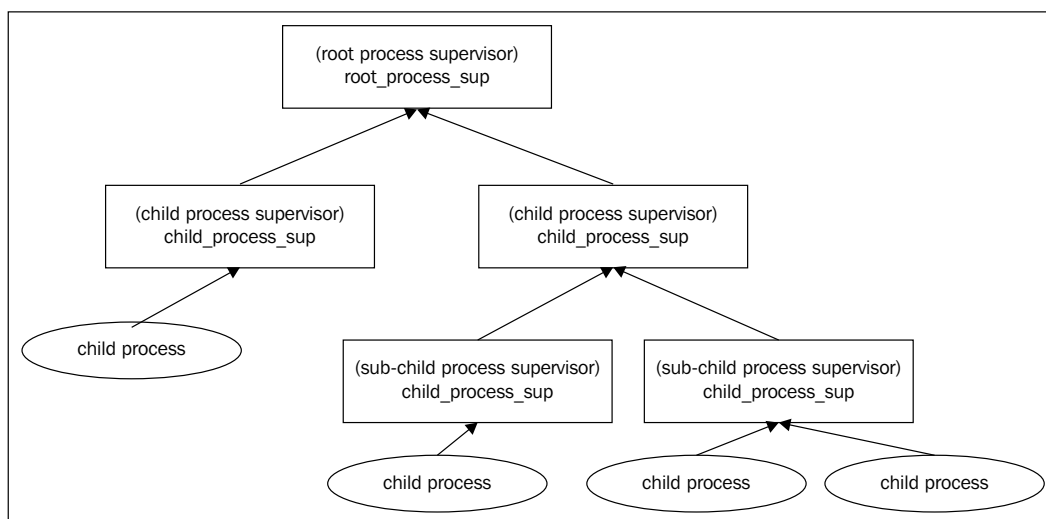 (root process supervisor)
root_process_sup
(child process supervisor)
child_process_sup
(child process supervisor)
child_process_sup
child process
(sub-child process supervisor)
child_process_sup
(sub-child process supervisor)
child_process_sup
child process
child process
child process